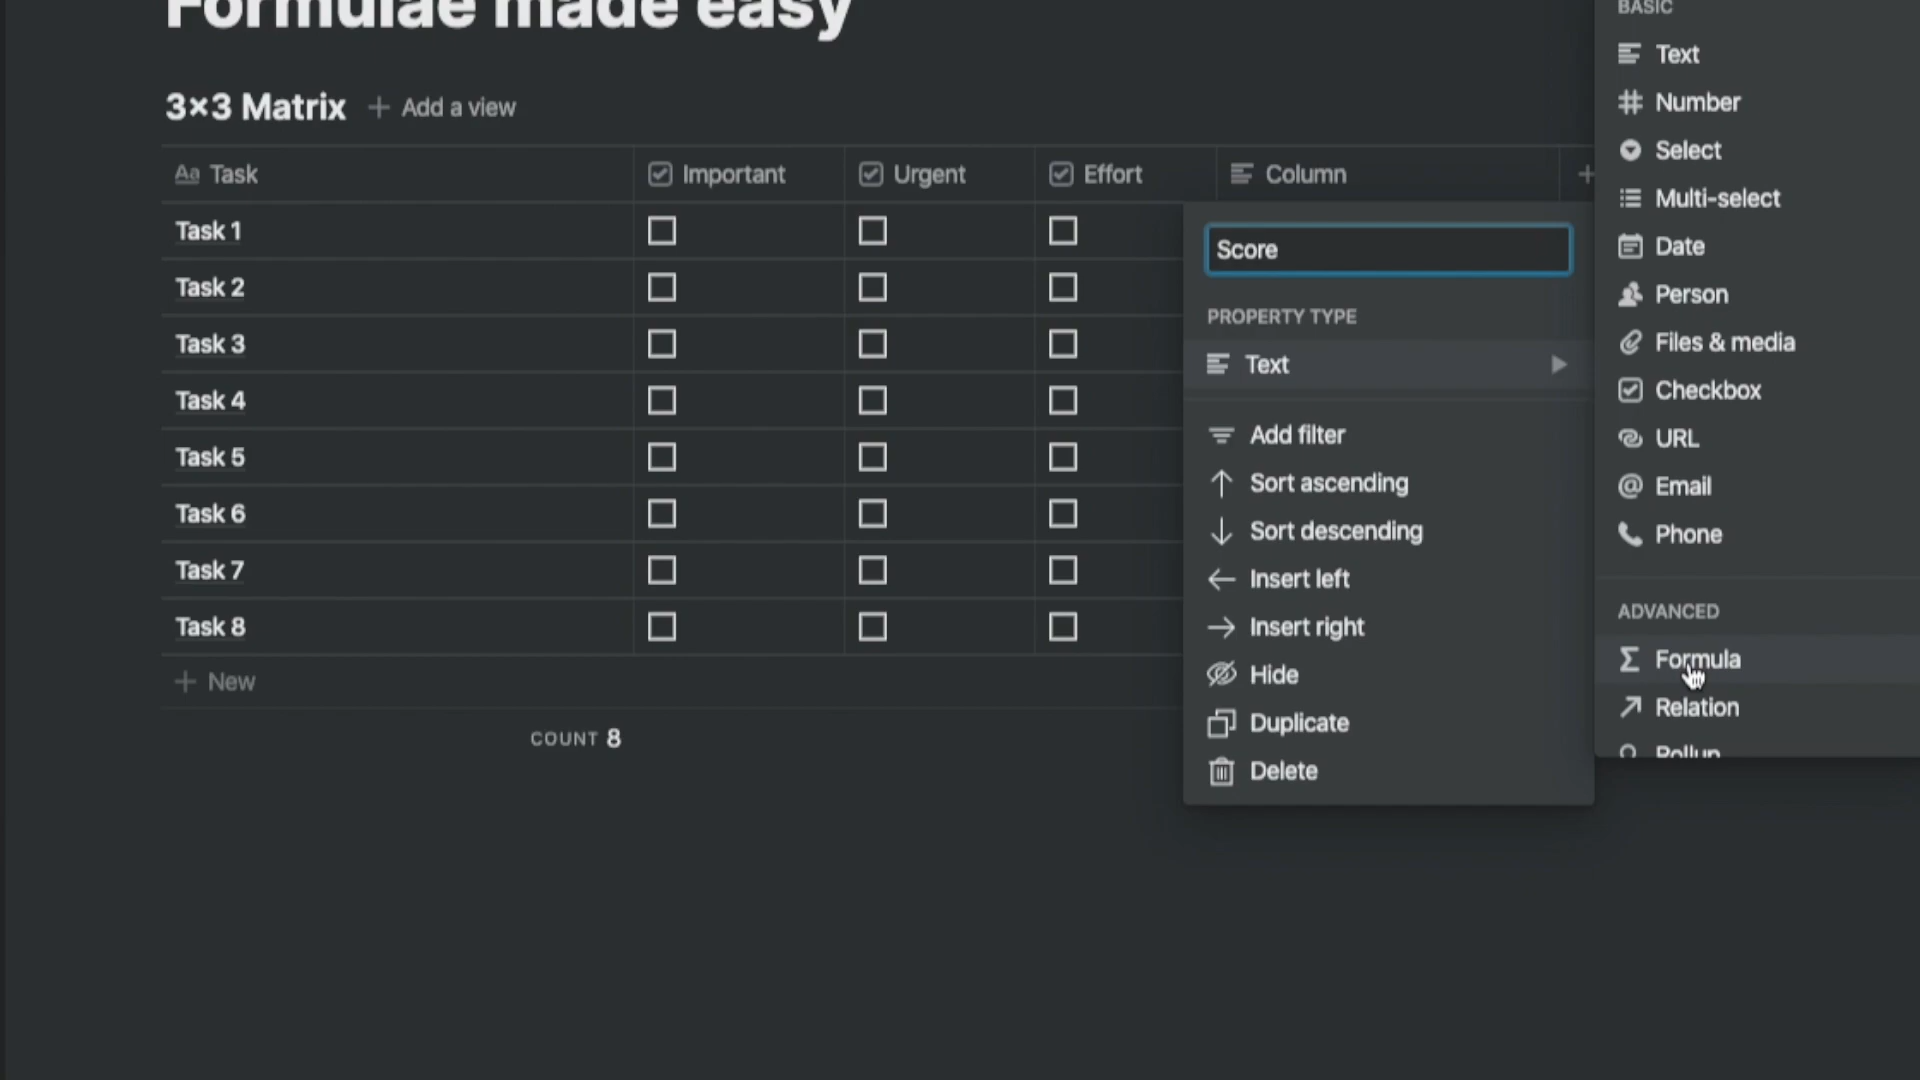 Formulae made easy
3×3 Matrix + Add a view
Aa Task Important Urgent Effort Column +
Task 1
Task 2
Task 3
Task 4
Task 5
Task 6
Task 7
Task 8
+ New
COUNT 8
Score
PROPERTY TYPE
Text
Add filter
Sort ascending
Sort descending
Insert left
Insert right
Hide
Duplicate
Delete
BASIC
Text
Number
Select
Multi-select
Date
Person
Files & media
Checkbox
URL
Email
Phone
ADVANCED
Formula
Relation
Rollup